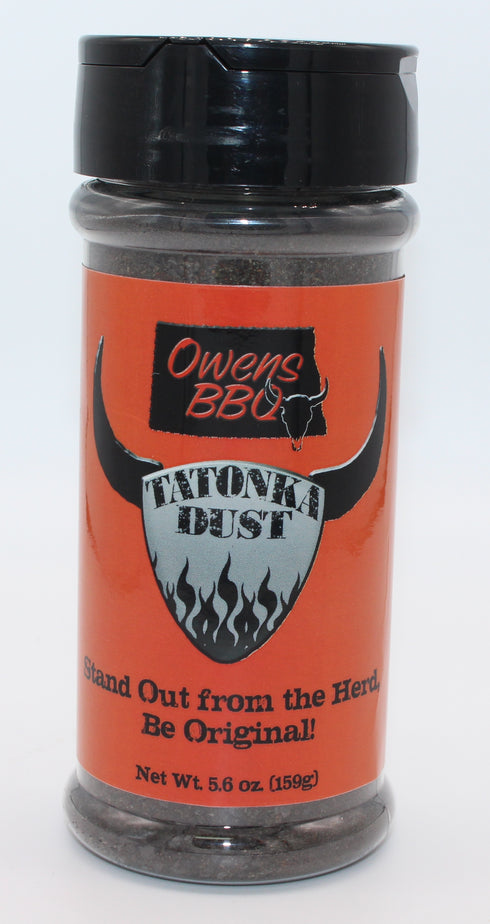 Owens
BBQ
TATONKA
DUST
Stand Out from the Herd,
Be Original!
Net Wt. 5.6 oz. (159g)